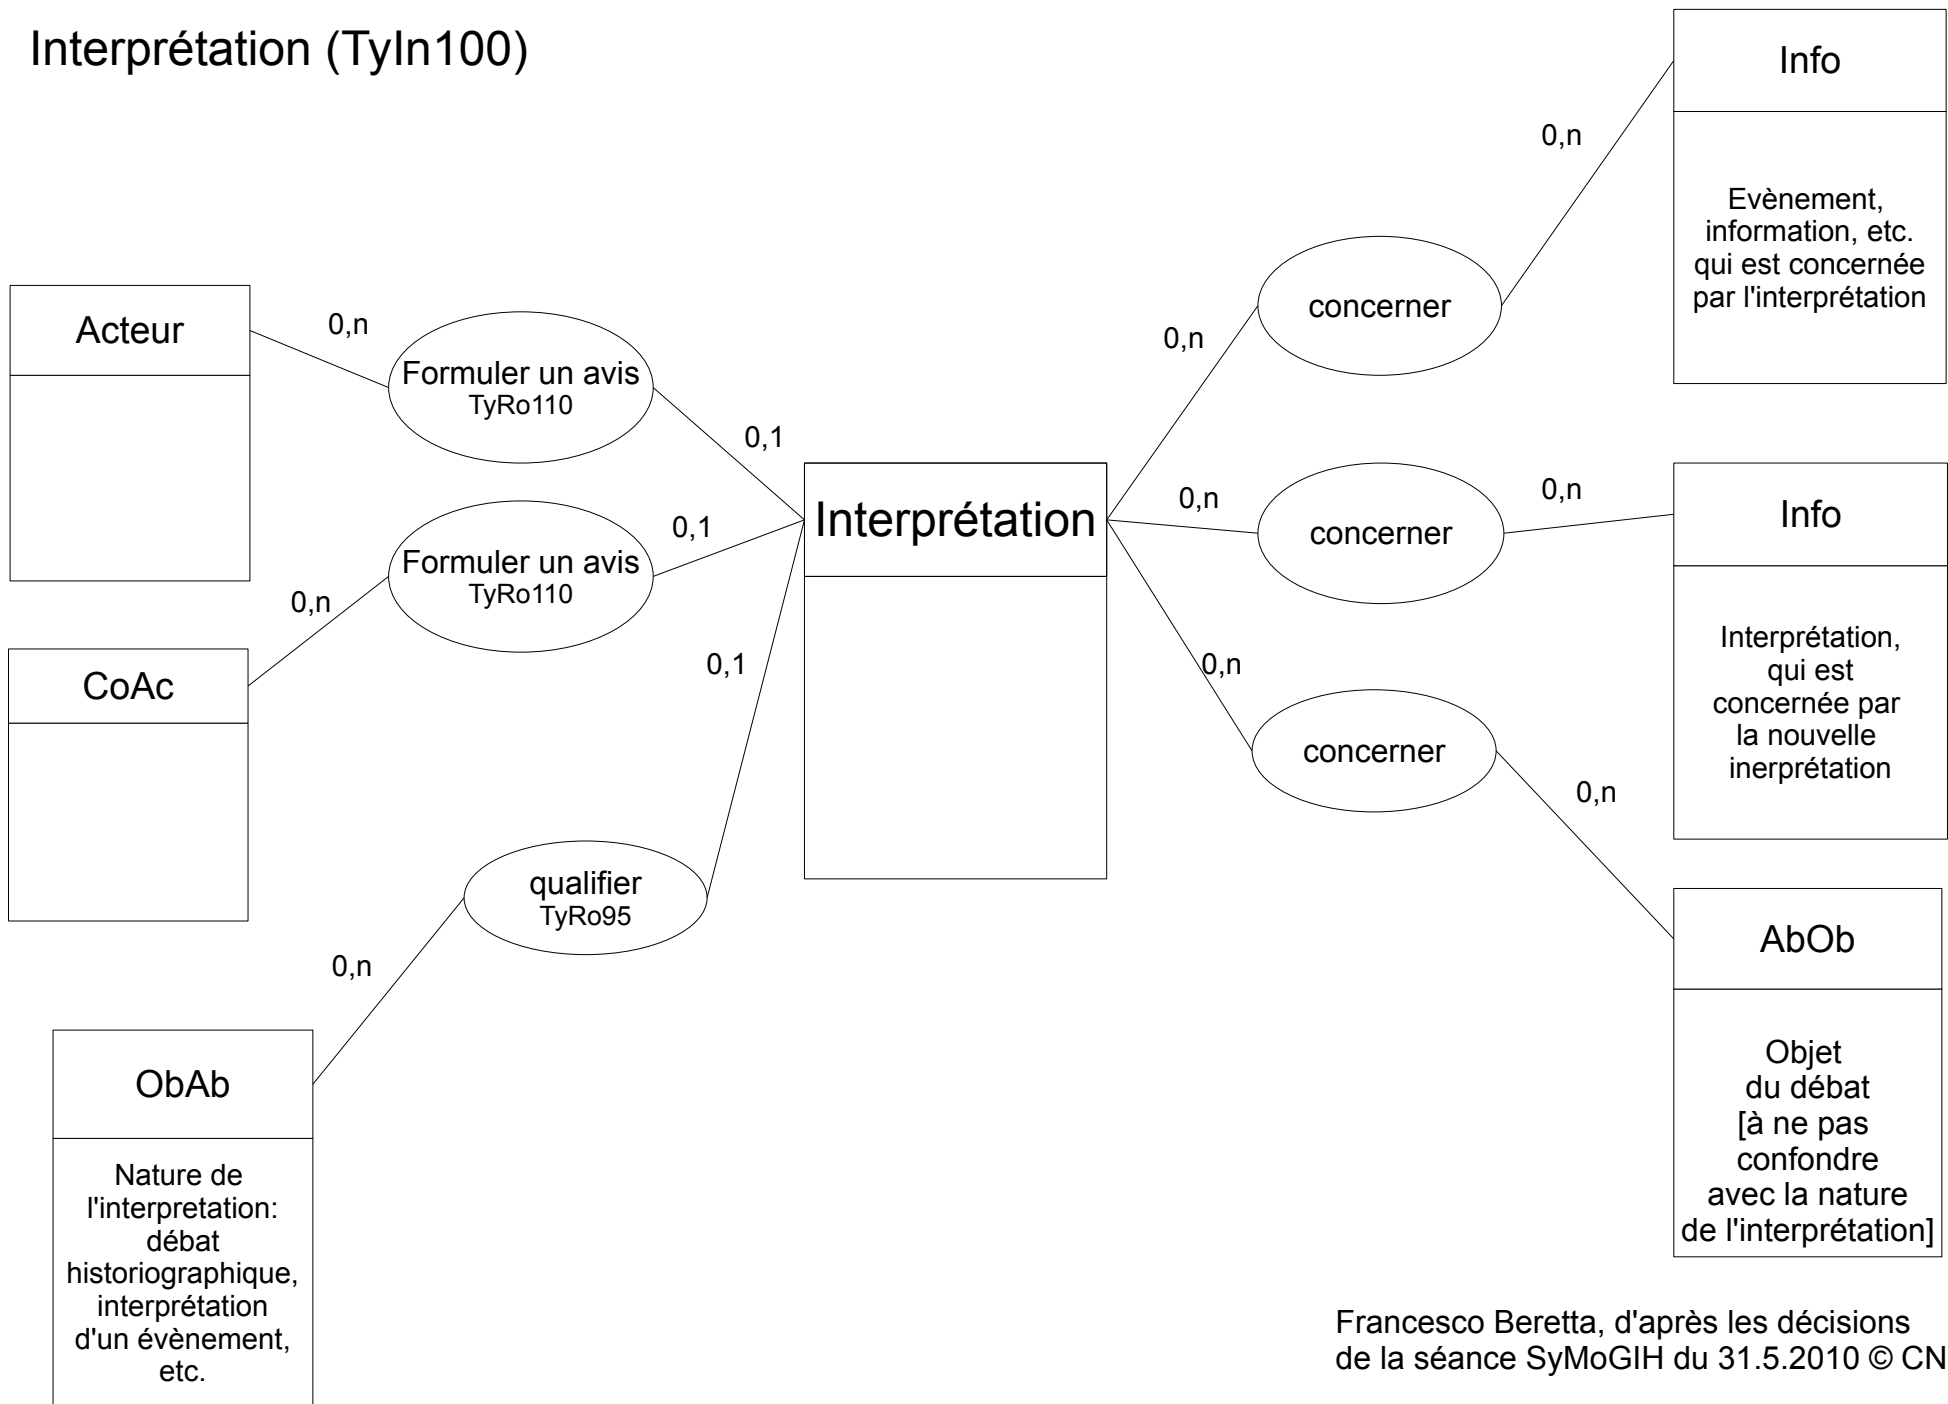 Interprétation (TyIn100)
Info
0,n
Evènement,
information, etc.
qui est concernée
par l'interprétation
concerner
0,n
Acteur
0,n
Formuler un avis
TyRo110
0,1
Interprétation
0,n
concerner
0,n
Info
Interprétation,
qui est
concernée par
la nouvelle
inerprétation
0,1
Formuler un avis
TyRo110
0,n
CoAc
0,1
0,n
concerner
0,n
qualifier
TyRo95
0,n
AbOb
Objet
du débat
[à ne pas
confondre
avec la nature
de l'interprétation]
ObAb
Nature de
l'interpretation:
débat
historiographique,
interprétation
d'un évènement,
etc.
Francesco Beretta, d'après les décisions
de la séance SyMoGIH du 31.5.2010 © CN